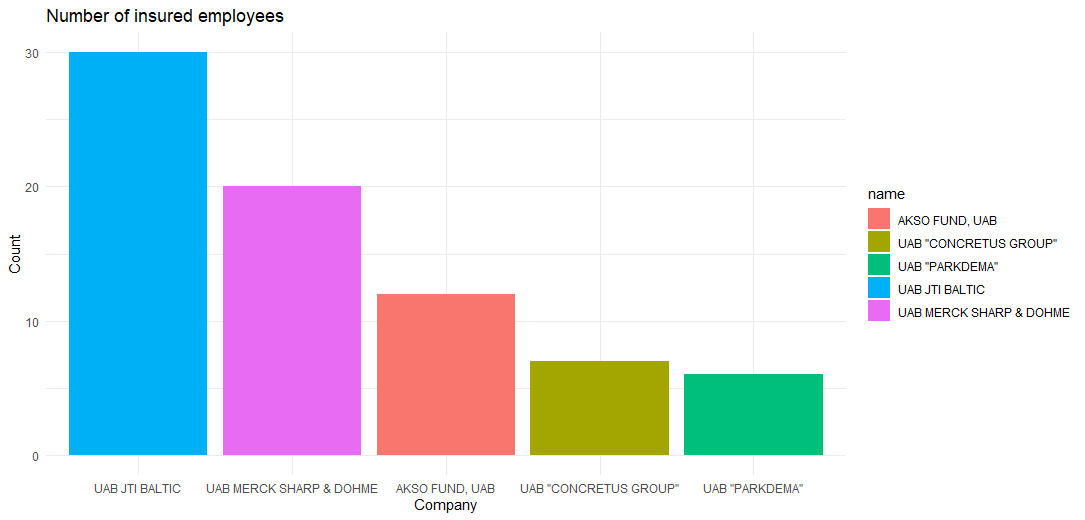 Number of insured employees
30
20
10
0
Count
UAB JTI BALTIC
UAB MERCK SHARP & DOHME
AKSO FUND, UAB
UAB "CONCRETUS GROUP"
UAB "PARKDEMA"
Company
name
AKSO FUND, UAB
UAB "CONCRETUS GROUP"
UAB "PARKDEMA"
UAB JTI BALTIC
UAB MERCK SHARP & DOHME